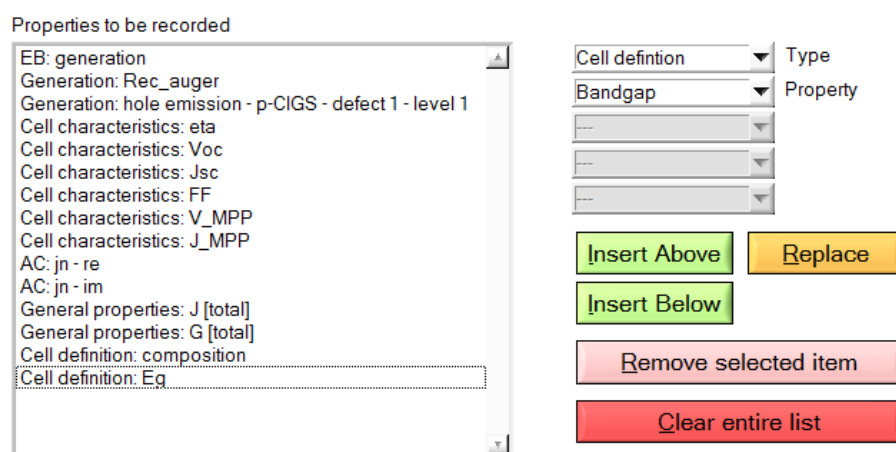 Properties to be recorded
EB: generation
Generation: Rec_auger
Generation: hole emission - p-CIGS - defect 1 - level 1
Cell characteristics: eta
Cell characteristics: Voc
Cell characteristics: Jsc
Cell characteristics: FF
Cell characteristics: V_MPP
Cell characteristics: J_MPP
AC: jn - re
AC: jn - im
General properties: J [total]
General properties: G [total]
Cell definition: composition
Cell definition: Eg
Cell defintion Type
Bandgap Property
---
---
---
Insert Above Replace
Insert Below
Remove selected item
Clear entire list